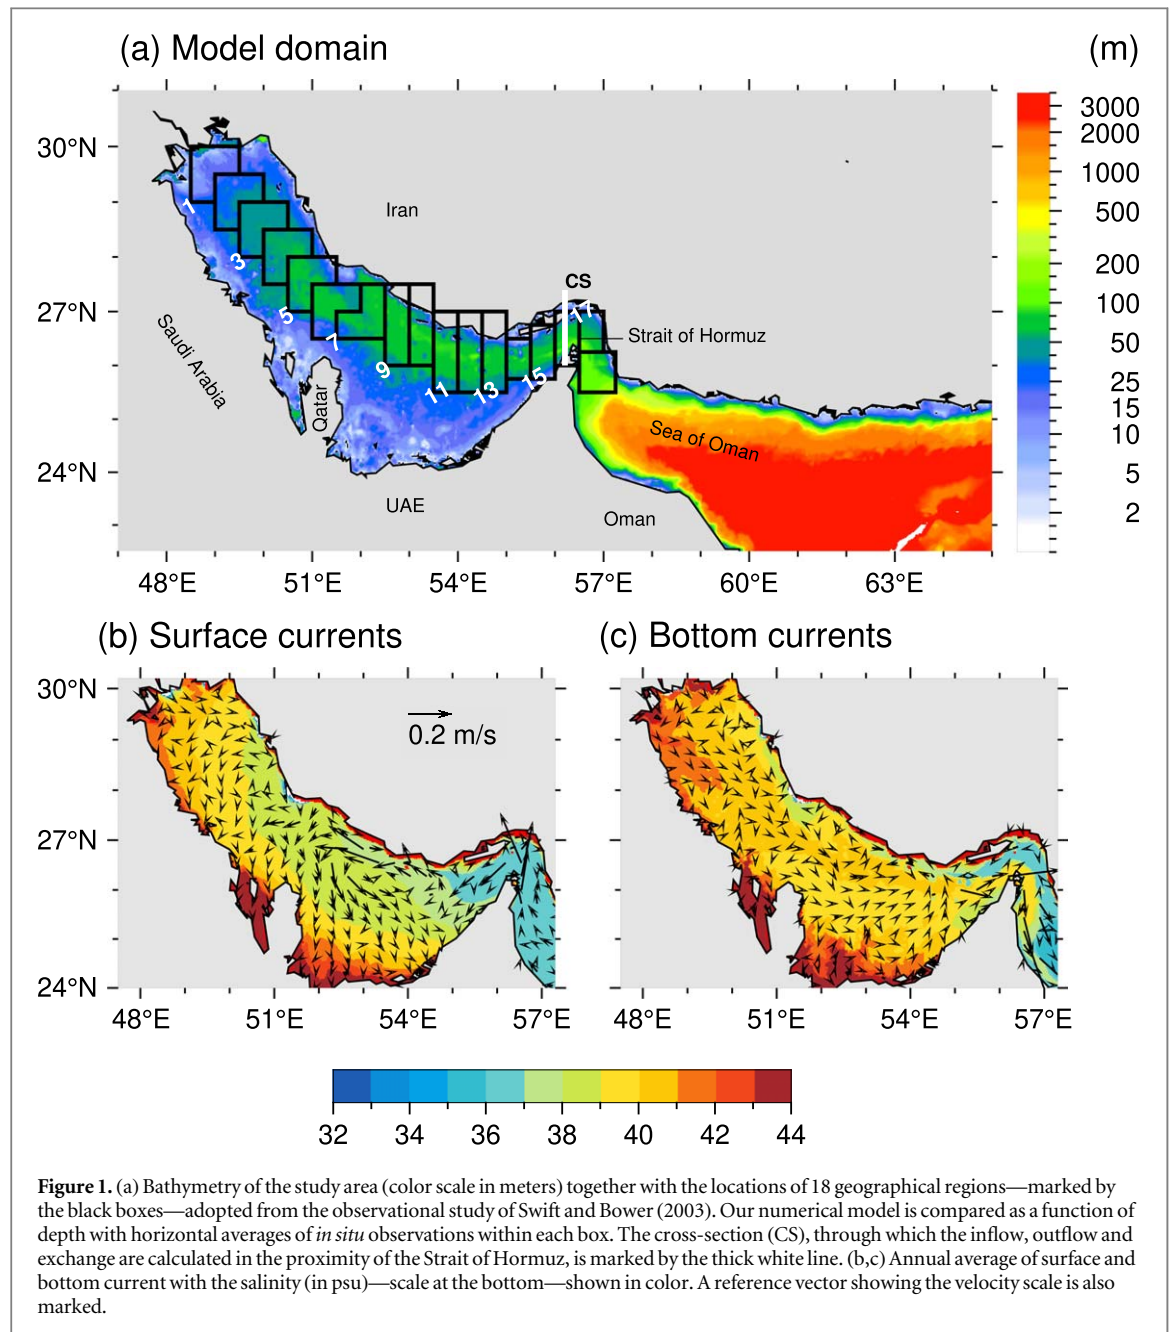 (a) Model domain
(m)
30°N
27°N
24°N
48°E
51°E
54°E
57°E
60°E
63°E
Iran
Saudi Arabia
Qatar
UAE
Oman
Sea of Oman
Strait of Hormuz
CS
1
3
5
7
9
11
13
15
17
3000
2000
1000
500
200
100
50
25
15
10
5
2
(b) Surface currents
30°N
27°N
24°N
0.2 m/s
48°E
51°E
54°E
57°E
(c) Bottom currents
48°E
51°E
54°E
57°E
32
34
36
38
40
42
44
Figure 1. (a) Bathymetry of the study area (color scale in meters) together with the locations of 18 geographical regions—marked by
the black boxes—adopted from the observational study of Swift and Bower (2003). Our numerical model is compared as a function of
depth with horizontal averages of in situ observations within each box. The cross-section (CS), through which the inflow, outflow and
exchange are calculated in the proximity of the Strait of Hormuz, is marked by the thick white line. (b,c) Annual average of surface and
bottom current with the salinity (in psu)—scale at the bottom—shown in color. A reference vector showing the velocity scale is also
marked.